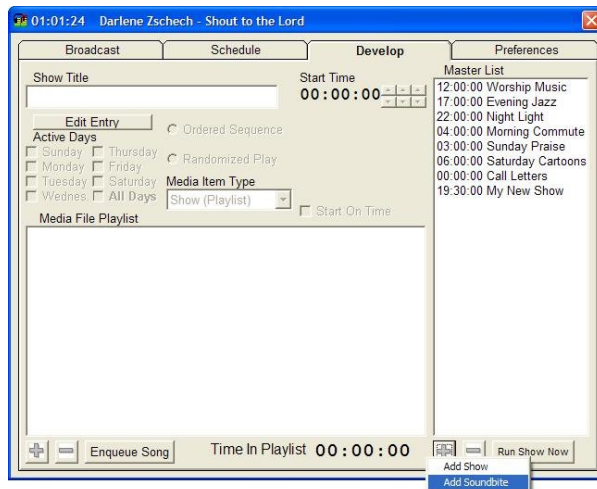 01:01:24 Darlene Zschech - Shout to the Lord
Broadcast Schedule Develop Preferences
Show Title
Start Time
00:00:00
Edit Entry
Active Days
Sunday Thursday
Monday Friday
Tuesday Saturday
Wednes. All Days
Ordered Sequence
Randomized Play
Media Item Type
Show (Playlist)
Start On Time
Media File Playlist
Master List
12:00:00 Worship Music
17:00:00 Evening Jazz
22:00:00 Night Light
04:00:00 Morning Commute
03:00:00 Sunday Praise
06:00:00 Saturday Cartoons
00:00:00 Call Letters
19:30:00 My New Show
Enqueue Song
Time In Playlist 00:00:00
Run Show Now
Add Show
Add Soundbite